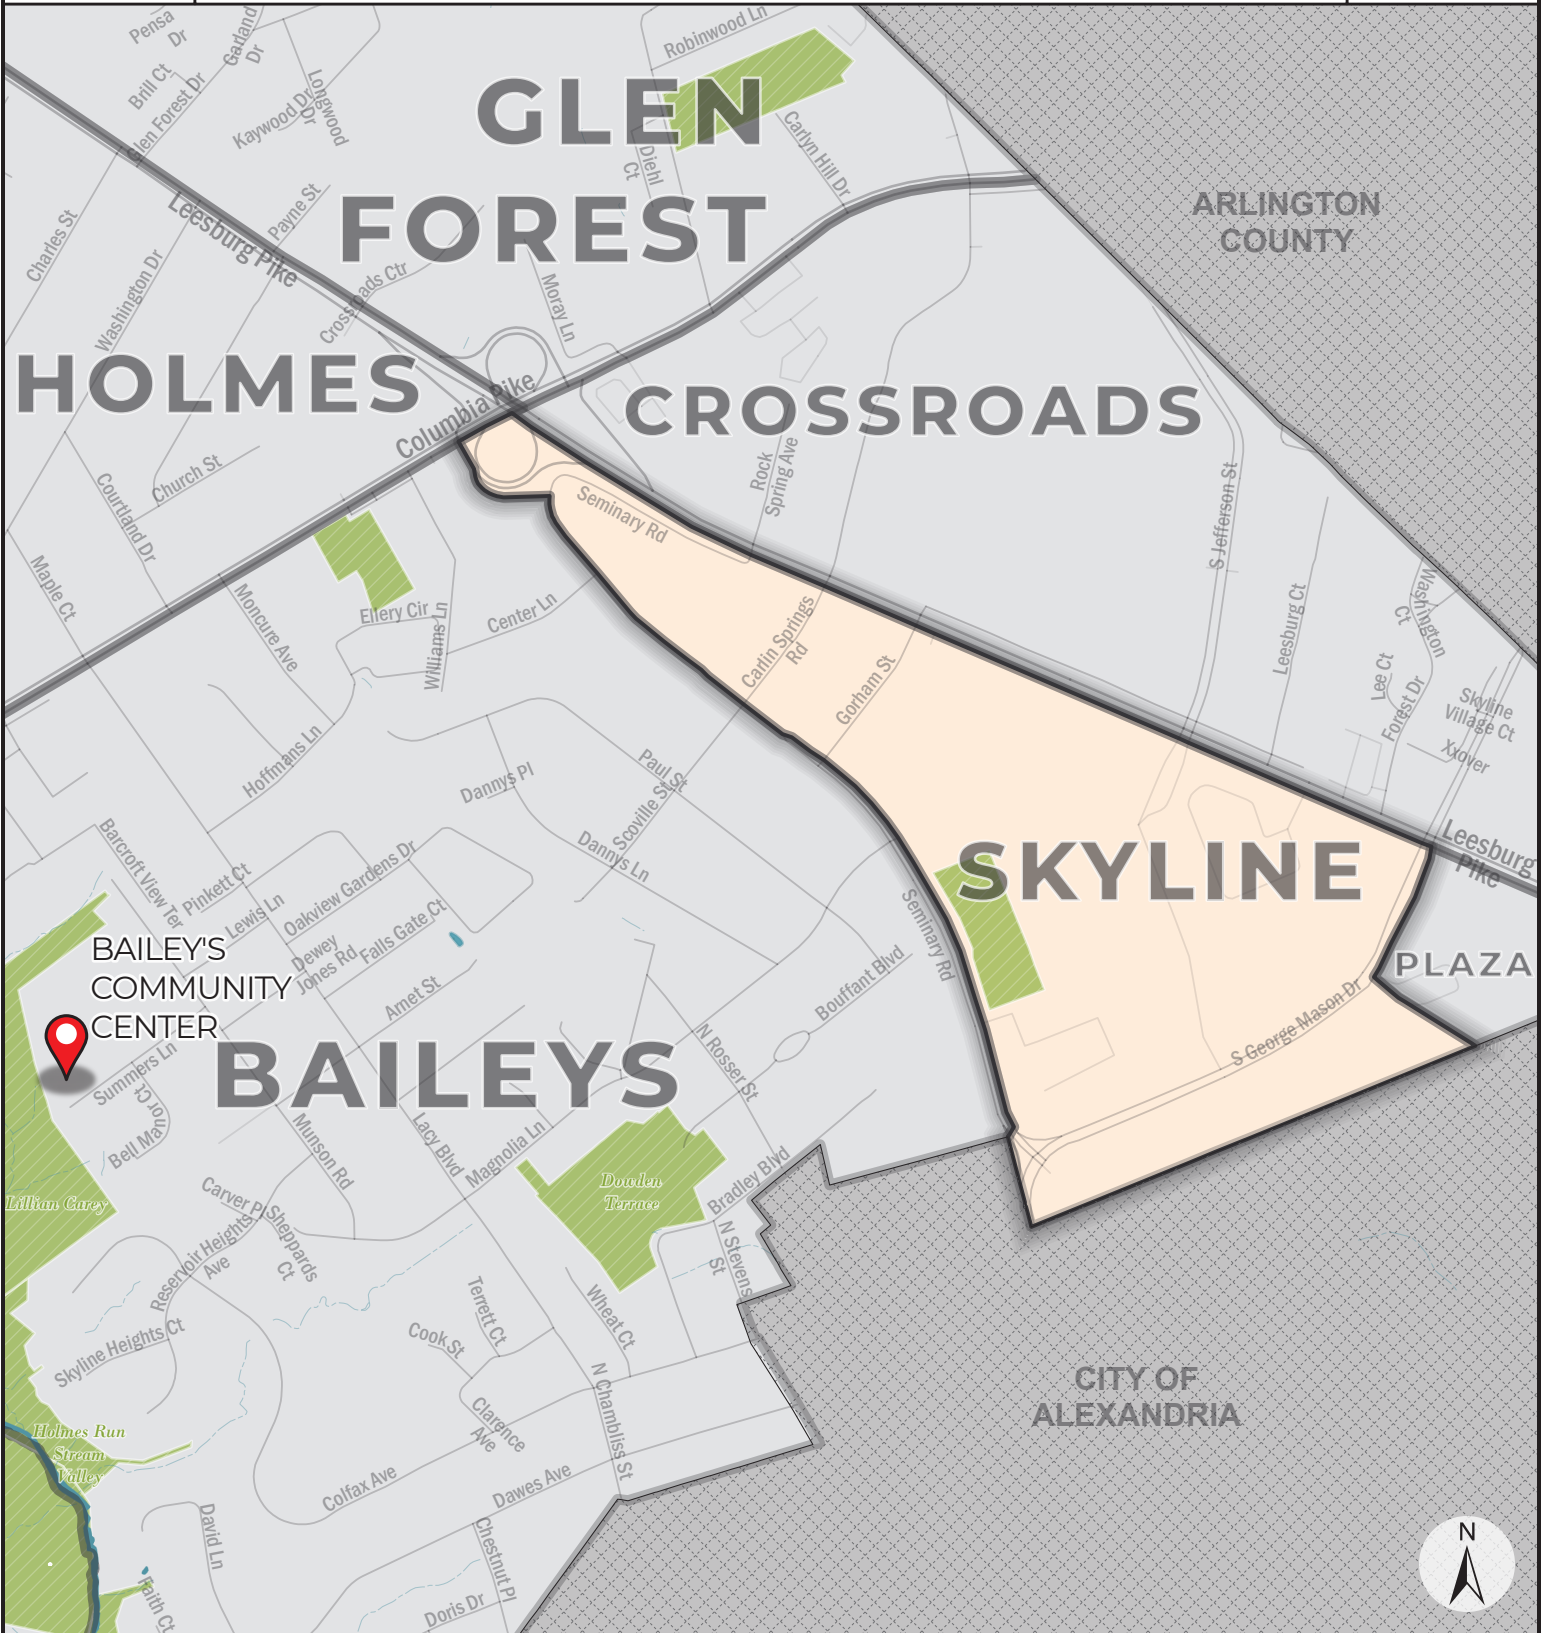 Pensa
Dr
Garland
Dr
Robinwood Ln
Brill Ct
Glen Forest Dr
Kaywood Dr
Longwood
Dr
GLEN
FOREST
Diehl
Ct
Carlyn Hill Dr
ARLINGTON
COUNTY
Charles St
Payne St
Leesburg Pike
Washington Dr
Crossroads Ctr
Moray Ln
HOLMES
Columbia Pike
CROSSROADS
Rock
Spring Ave
Church St
Courtland Dr
Seminary Rd
S Jefferson St
Maple Ct
Moncure Ave
Ellery Cir
Williams Ln
Center Ln
Carlin Springs
Rd
Gorham St
Leesburg Ct
Washington
Ct
Lee Ct
Forest Dr
Skyline
Village Ct
Xxover
Hoffmans Ln
Dannys Pl
Paul St
Scoville St
Dannys Ln
Leesburg
Pike
Barcroft View Ter
Pinkett Ct
Lewis Ln
Oakview Gardens Dr
SKYLINE
Dewey
Jones Rd
Falls Gate Ct
Seminary Rd
BAILEY'S
COMMUNITY
CENTER
Arnet St
Bouffant Blvd
PLAZA
S George Mason Dr
Summers Ln
BAILEYS
N Rosser St
Bell Manor Ct
Munson Rd
Lacy Blvd
Magnolia Ln
Bradley Blvd
Dowden
Terrace
Lillian Carey
Carver Pl
Sheppards
Ct
Reservoir Heights
Ave
N Stevens
St
Terrett Ct
Wheat Ct
Skyline Heights Ct
Cook St
CITY OF
ALEXANDRIA
N Chambliss St
Clarence
Ave
Holmes Run
Stream
Valley
Colfax Ave
Dawes Ave
David Ln
Chestnut Pl
Faith Ct
Doris Dr
N